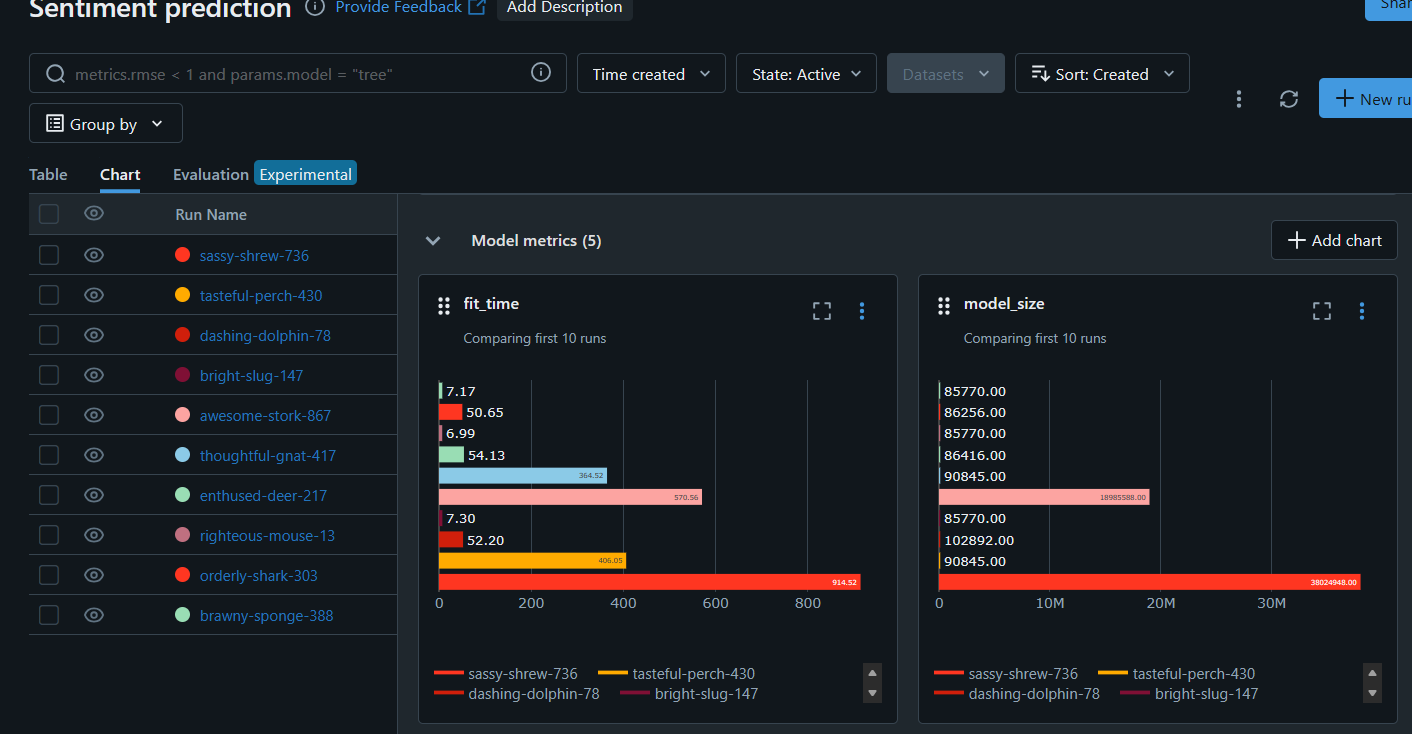 Sentiment prediction Provide Feedback Add Description
metrics.rmse < 1 and params.model = "tree" Time created State: Active Datasets Sort: Created
New ru
Group by
Table Chart Evaluation Experimental
Run Name
sassy-shrew-736
tasteful-perch-430
dashing-dolphin-78
bright-slug-147
awesome-stork-867
thoughtful-gnat-417
enthused-deer-217
righteous-mouse-13
orderly-shark-303
brawny-sponge-388
Model metrics (5) Add chart
fit_time
Comparing first 10 runs
7.17
50.65
6.99
54.13
364.52
570.56
7.30
52.20
406.05
914.52
0 200 400 600 800
sassy-shrew-736 tasteful-perch-430
dashing-dolphin-78 bright-slug-147
model_size
Comparing first 10 runs
85770.00
86256.00
85770.00
86416.00
90845.00
18985588.00
85770.00
102892.00
90845.00
38024948.00
0 10M 20M 30M
sassy-shrew-736 tasteful-perch-430
dashing-dolphin-78 bright-slug-147